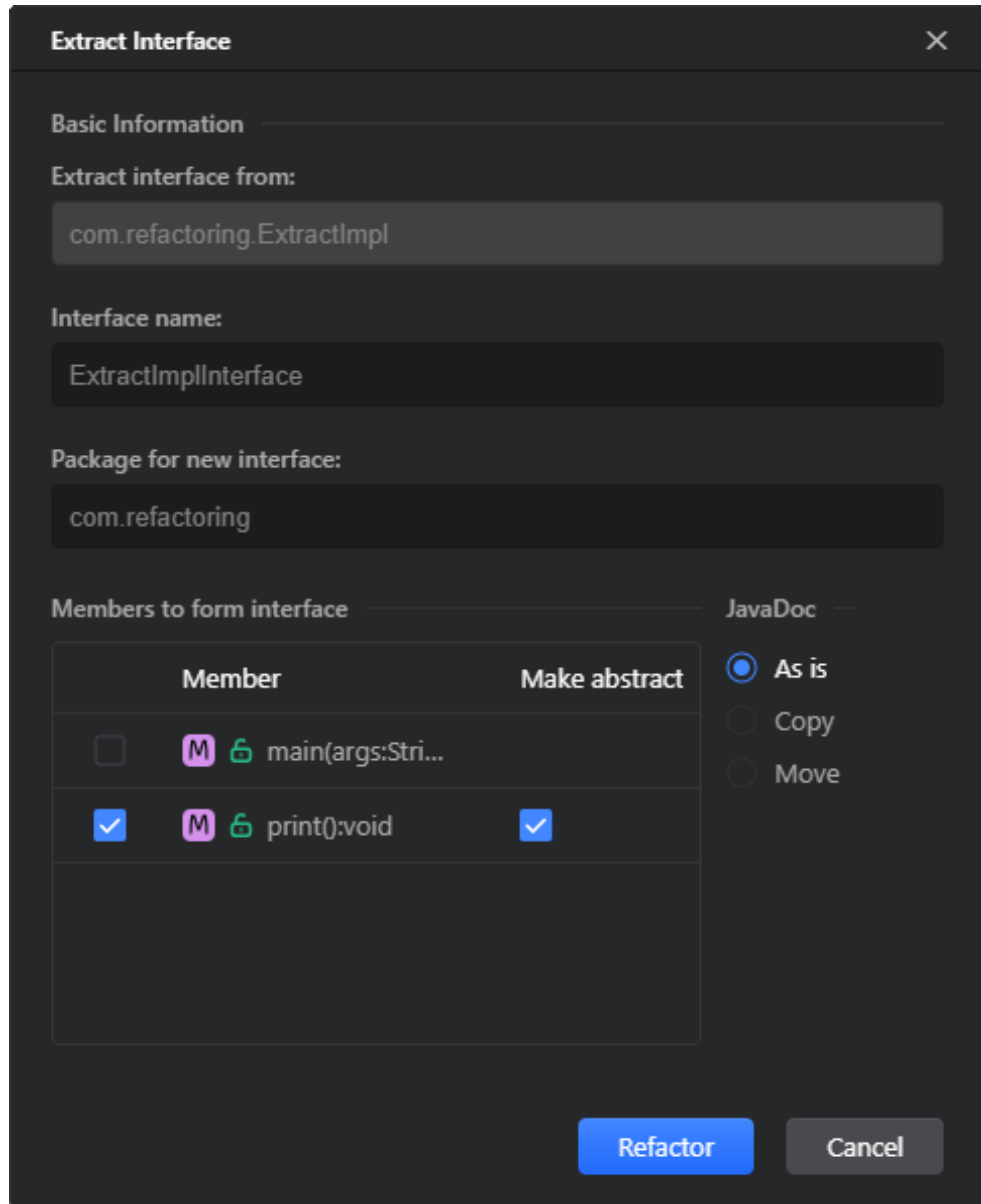 Extract Interface
Basic Information
Extract interface from:
com.refactoring.ExtractImpl
Interface name:
ExtractImplInterface
Package for new interface:
com.refactoring
Members to form interface
JavaDoc
Member Make abstract
As is
M main(args:Stri...
Copy
Move
M print():void
Refactor Cancel